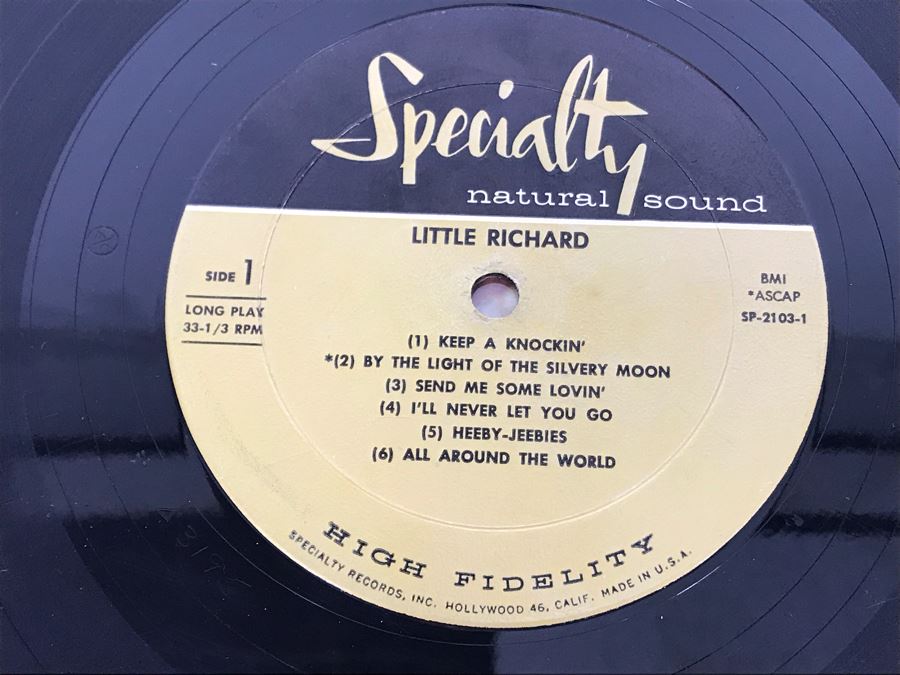 Specialty
natural sound
LITTLE RICHARD
SIDE 1
LONG PLAY
33-1/3 RPM
BMI
*ASCAP
SP-2103-1
(1) KEEP A KNOCKIN'
*(2) BY THE LIGHT OF THE SILVERY MOON
(3) SEND ME SOME LOVIN'
(4) I'LL NEVER LET YOU GO
(5) HEEBY-JEEBIES
(6) ALL AROUND THE WORLD
HIGH FIDELITY
SPECIALTY RECORDS, INC. HOLLYWOOD 46, CALIF. MADE IN U.S.A.